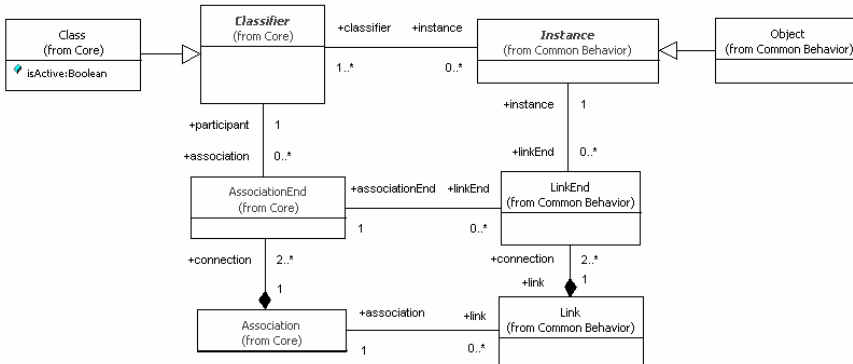 Class
(from Core)
isActive:Boolean
Classifier
(from Core)
+classifier
+instance
1..*
0..*
Instance
(from Common Behavior)
Object
(from Common Behavior)
+participant
1
+association
0..*
+instance
1
+linkEnd
0..*
AssociationEnd
(from Core)
+associationEnd
+linkEnd
1
0..*
LinkEnd
(from Common Behavior)
+connection
2..*
1
+connection
2..*
+link
1
Association
(from Core)
+association
+link
1
0..*
Link
(from Common Behavior)